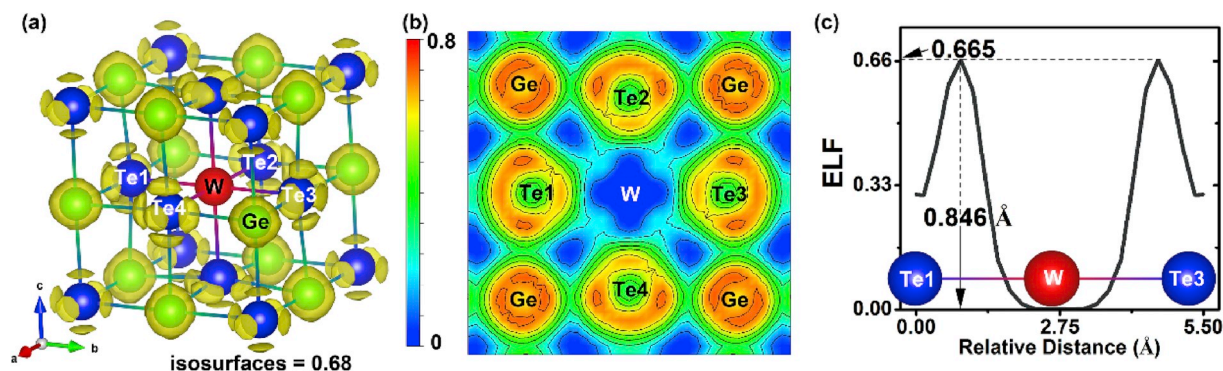 (a)
Te1
W
Te2
Te3
Te4
Ge
c
a
b
isosurfaces = 0.68
(b)
0.8
0
Ge
Te2
Ge
Te1
W
Te3
Ge
Te4
Ge
(c)
ELF
0.66
0.33
0.00
0.665
0.846 Å
Te1
W
Te3
0.00
2.75
5.50
Relative Distance (Å)